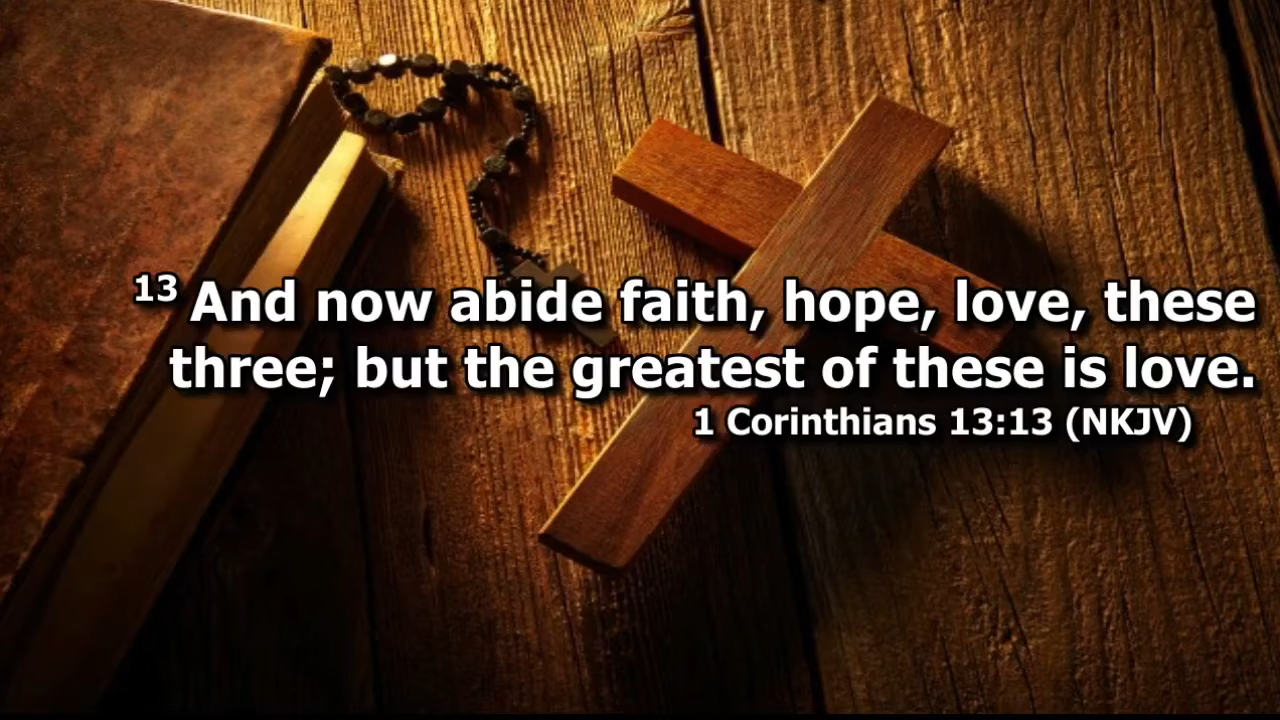 13 And now abide faith, hope, love, these
three; but the greatest of these is love.
1 Corinthians 13:13 (NKJV)